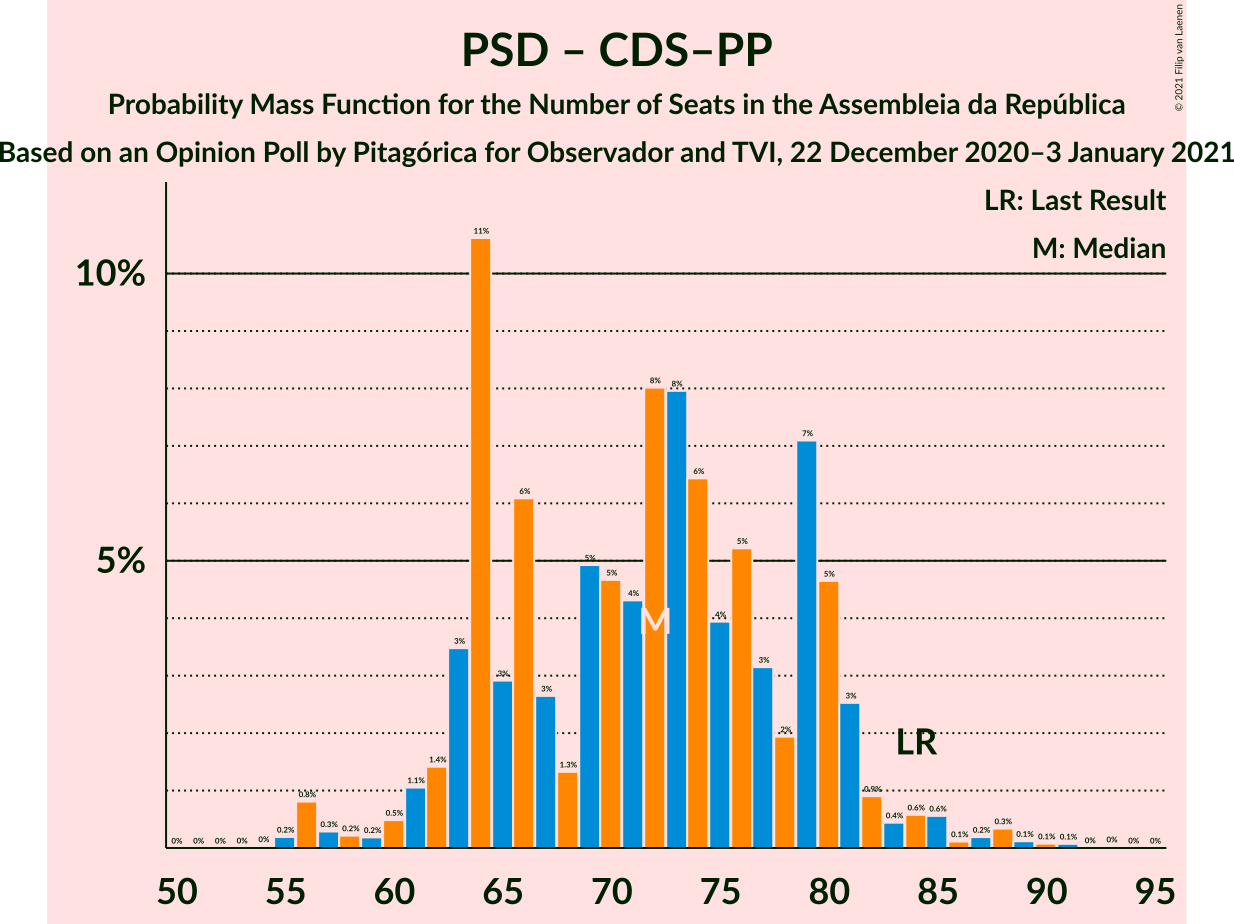 PSD – CDS–PP
Probability Mass Function for the Number of Seats in the Assembleia da República
Based on an Opinion Poll by Pitagórica for Observador and TVI, 22 December 2020–3 January 2021
© 2021 Filip van Laenen
LR: Last Result
M: Median
10%
5%
0% 0% 0% 0% 0% 0.2% 0.8% 0.3% 0.2% 0.2% 0.5% 1.1% 1.4% 3% 11% 3% 6% 3% 1.3% 5% 5% 4% 8% 8% 6% 4% 5% 3% 2% 7% 5% 3% 0.9% 0.4% 0.6% 0.6% 0.1% 0.2% 0.3% 0.1% 0.1% 0.1% 0% 0% 0% 0%
M
LR
50 55 60 65 70 75 80 85 90 95